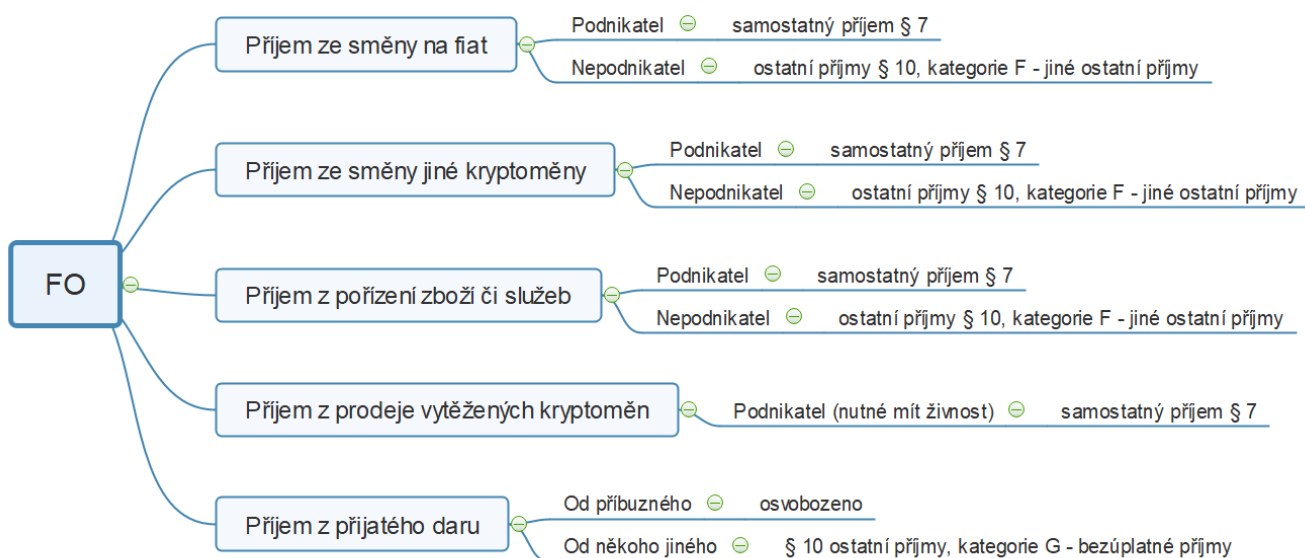 FO
Příjem ze směny na fiat
Podnikatel samostatný příjem § 7
Nepodnikatel ostatní příjmy § 10, kategorie F - jiné ostatní příjmy
Příjem ze směny jiné kryptoměny
Podnikatel samostatný příjem § 7
Nepodnikatel ostatní příjmy § 10, kategorie F - jiné ostatní příjmy
Příjem z pořízení zboží či služeb
Podnikatel samostatný příjem § 7
Nepodnikatel ostatní příjmy § 10, kategorie F - jiné ostatní příjmy
Příjem z prodeje vytěžených kryptoměn
Podnikatel (nutné mít živnost) samostatný příjem § 7
Příjem z přijatého daru
Od příbuzného osvobozeno
Od někoho jiného § 10 ostatní příjmy, kategorie G - bezúplatné příjmy